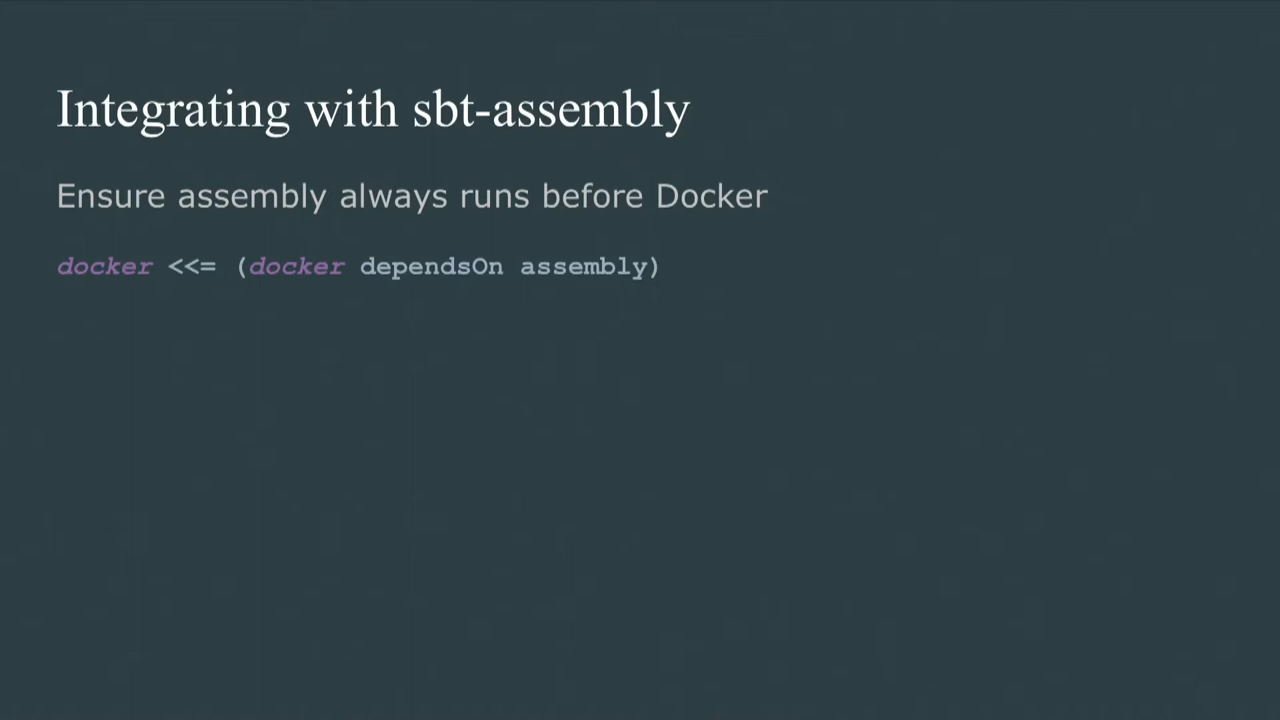 Integrating with sbt-assembly
Ensure assembly always runs before Docker
docker <<= (docker dependsOn assembly)